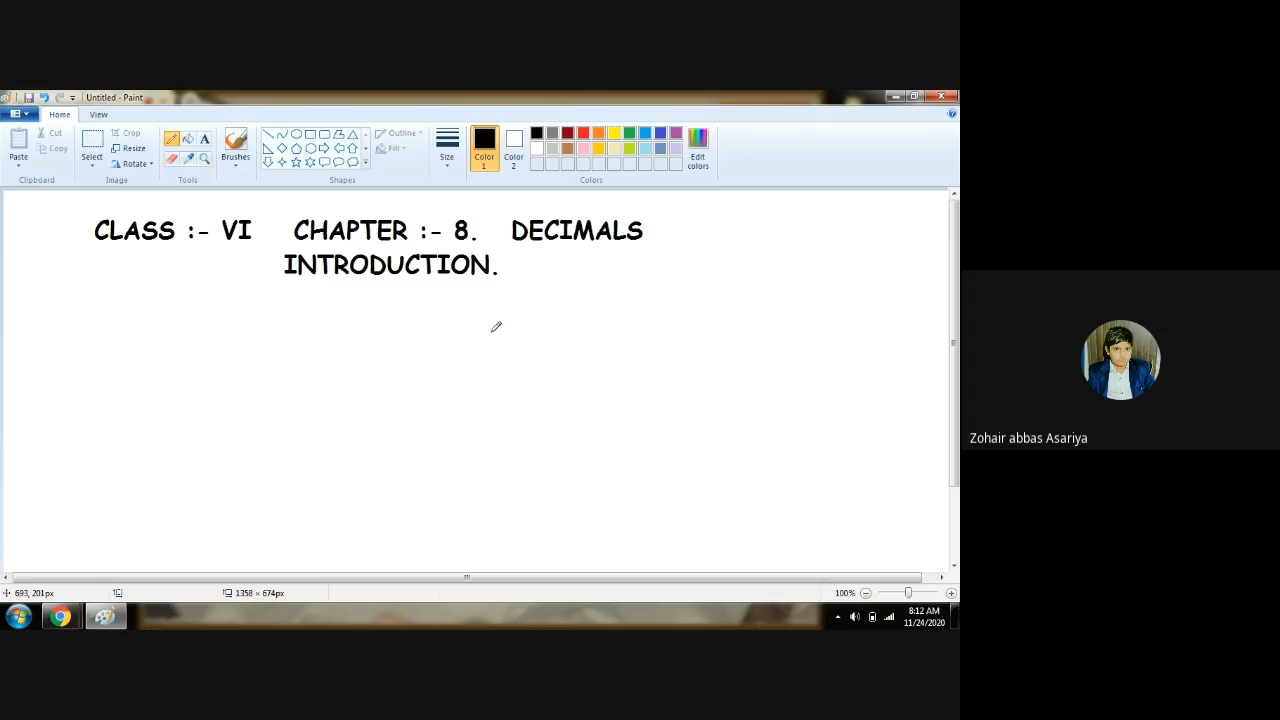 Untitled - Paint
Home
View
Paste
Cut
Copy
Clipboard
Select
Crop
Resize
Rotate
Image
Tools
Brushes
Outline
Fill
Shapes
Size
Color 1
Color 2
Edit colors
Colors
CLASS :- VI CHAPTER :- 8. DECIMALS
INTRODUCTION.
Zohair abbas Asariya
693, 201px
1358 × 674px
100%
8:12 AM
11/24/2020